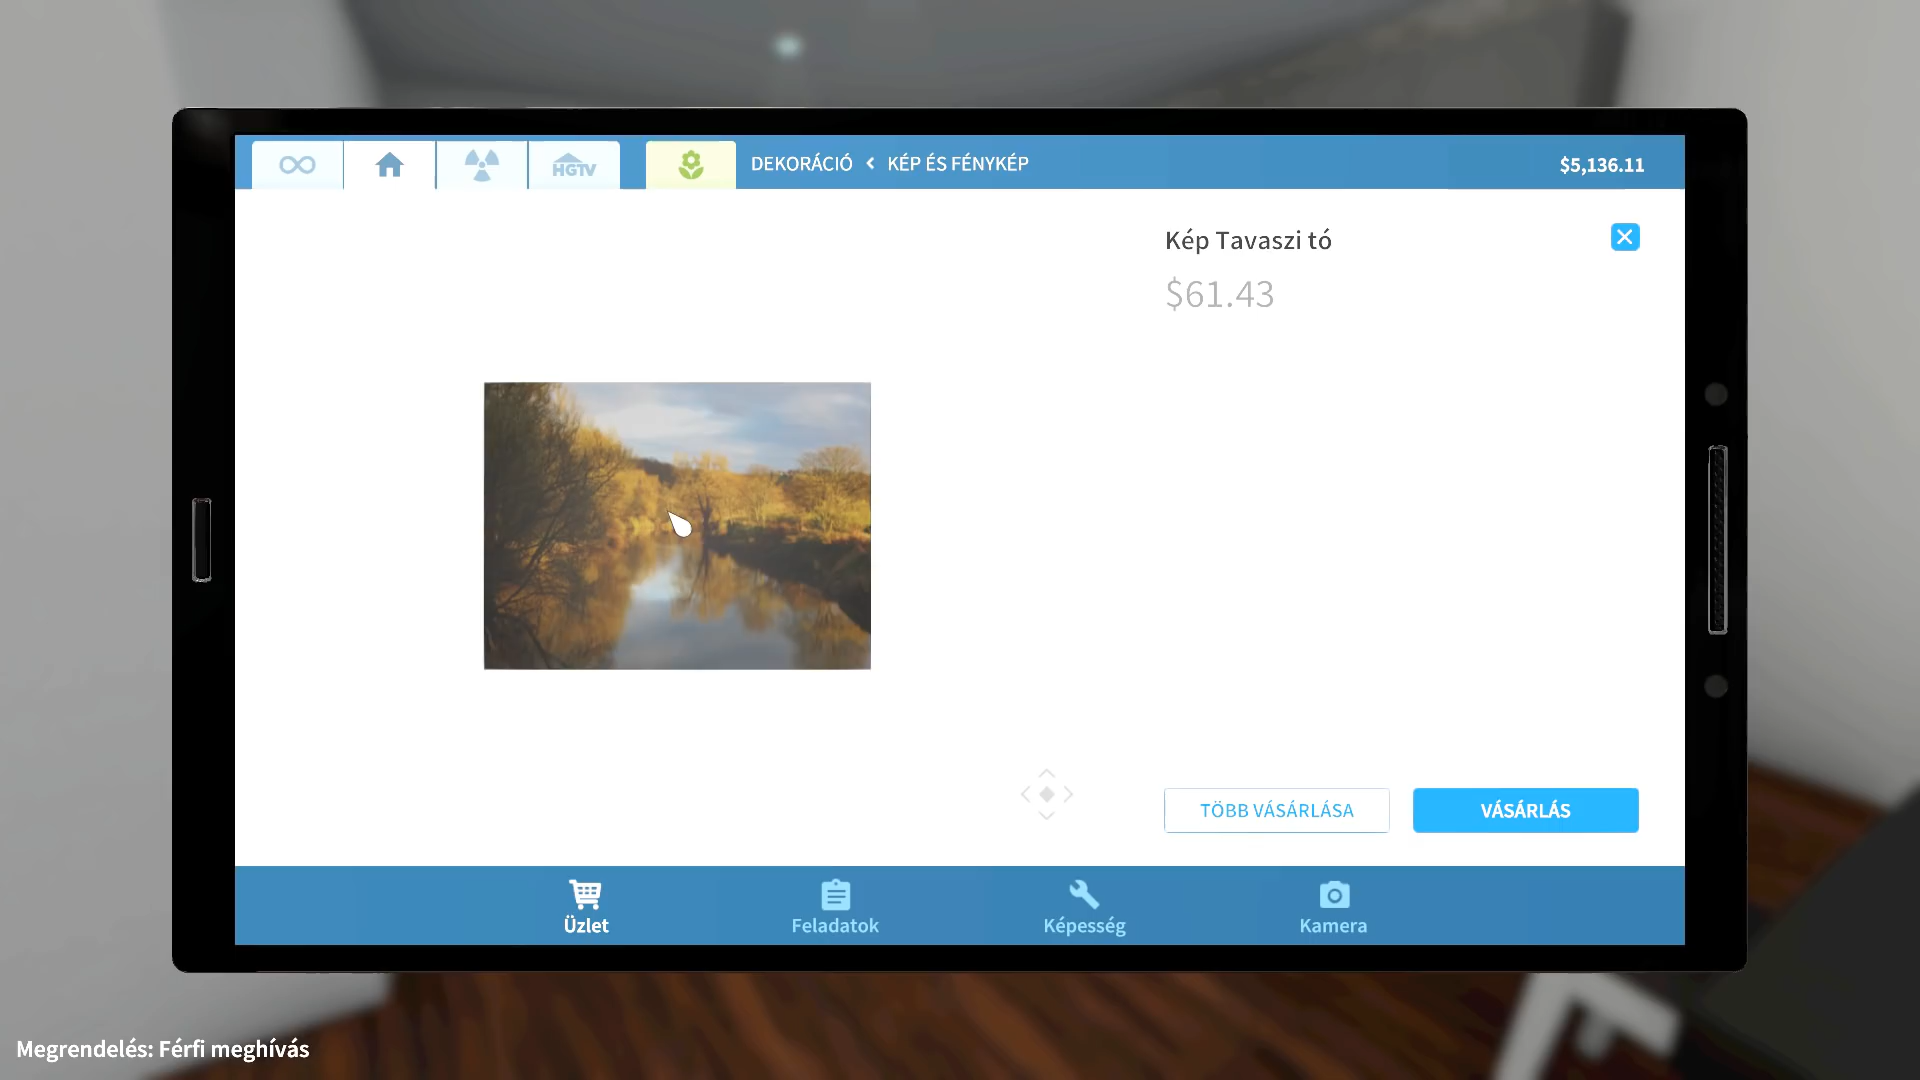 HGTV
DEKORÁCIÓ < KÉP ÉS FÉNYKÉP
$5,136.11
Kép Tavaszi tó
$61.43
TÖBB VÁSÁRLÁSA
VÁSÁRLÁS
Üzlet
Feladatok
Képesség
Kamera
Megrendelés: Férfi meghívás